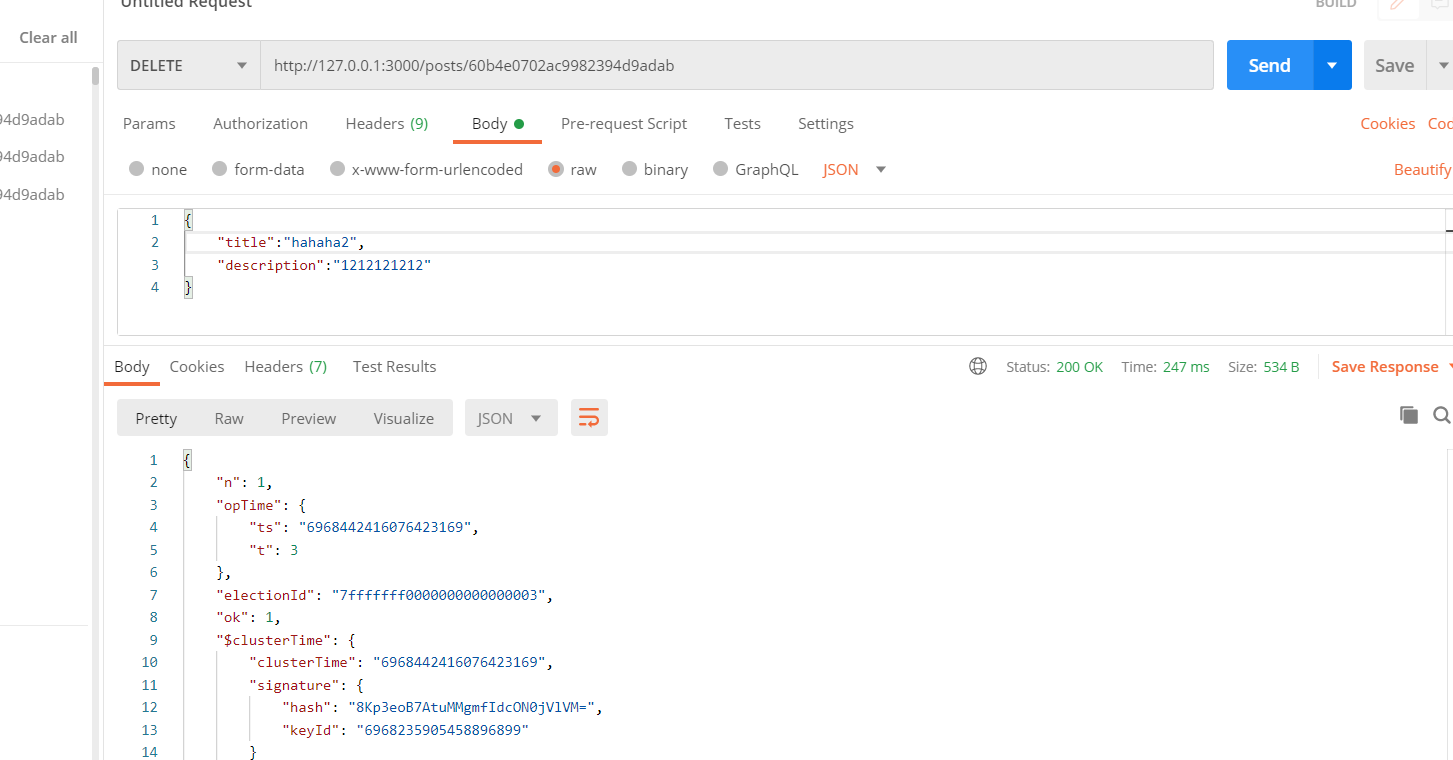 Untitled Request
BUILD
Clear all
DELETE
http://127.0.0.1:3000/posts/60b4e0702ac9982394d9adab
Send
Save
94d9adab
94d9adab
94d9adab
Params Authorization Headers (9) Body Pre-request Script Tests Settings Cookies Cod
none form-data x-www-form-urlencoded raw binary GraphQL JSON Beautify
1 {
2 "title":"hahaha2",
3 "description":"1212121212"
4 }
Body Cookies Headers (7) Test Results Status: 200 OK Time: 247 ms Size: 534 B Save Response
Pretty Raw Preview Visualize JSON
1 {
2 "n": 1,
3 "opTime": {
4 "ts": "6968442416076423169",
5 "t": 3
6 },
7 "electionId": "7fffffff0000000000000003",
8 "ok": 1,
9 "$clusterTime": {
10 "clusterTime": "6968442416076423169",
11 "signature": {
12 "hash": "8Kp3eoB7AtuMMgmfIdcON0jVlVM=",
13 "keyId": "6968235905458896899"
14 }